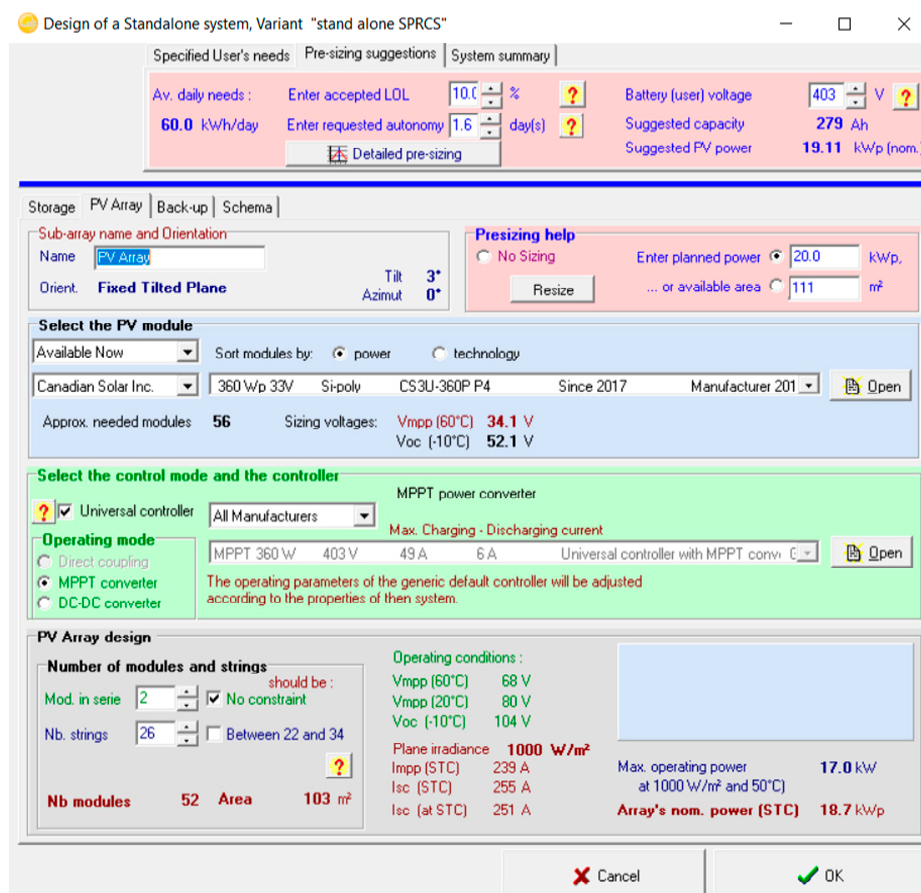 Design of a Standalone system, Variant "stand alone SPRCS"
Specified User's needs Pre-sizing suggestions System summary
Av. daily needs : Enter accepted LOL 10.0 % ? Battery (user) voltage 403 V ?
60.0 kWh/day Enter requested autonomy 1.6 day(s) ? Suggested capacity 279 Ah
Detailed pre-sizing Suggested PV power 19.11 kWp (nom.
Storage PV Array Back-up Schema
Sub-array name and Orientation
Name PV Array
Orient. Fixed Tilted Plane Tilt 3°
Azimut 0°
Presizing help
No Sizing Enter planned power 20.0 kWp,
Resize ... or available area 111 m²
Select the PV module
Available Now Sort modules by: power technology
Canadian Solar Inc. 360 Wp 33V Si-poly CS3U-360P P4 Since 2017 Manufacturer 201 Open
Approx. needed modules 56 Sizing voltages: Vmpp (60°C) 34.1 V
Voc (-10°C) 52.1 V
Select the control mode and the controller
? Universal controller All Manufacturers MPPT power converter
Max. Charging - Discharging current
Operating mode
Direct coupling MPPT 360 W 403 V 49 A 6 A Universal controller with MPPT conv Open
MPPT converter
DC-DC converter
The operating parameters of the generic default controller will be adjusted
according to the properties of then system.
PV Array design
Number of modules and strings
should be :
Mod. in serie 2 No constraint
Nb. strings 26 Between 22 and 34
?
Nb modules 52 Area 103 m²
Operating conditions :
Vmpp (60°C) 68 V
Vmpp (20°C) 80 V
Voc (-10°C) 104 V
Plane irradiance 1000 W/m²
Impp (STC) 239 A
Isc (STC) 255 A
Isc (at STC) 251 A
Max. operating power 17.0 kW
at 1000 W/m² and 50°C)
Array's nom. power (STC) 18.7 kWp
Cancel OK